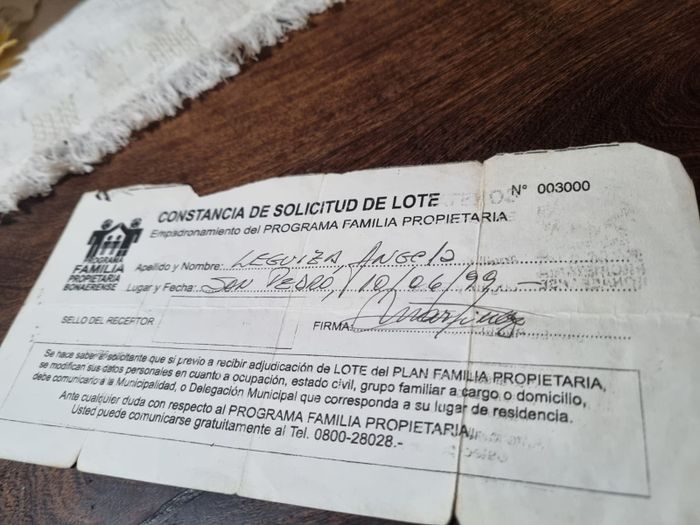 CONSTANCIA DE SOLICITUD DE LOTE
N° 003000
Empadronamiento del PROGRAMA FAMILIA PROPIETARIA
PROGRAMA
FAMILIA
PROPIETARIA
BONAERENSE
Apellido y Nombre: LEGUIZA ANGELO
Lugar y Fecha: SAN PEDRO, 10/06/99.-
SELLO DEL RECEPTOR
FIRMA:
Se hace saber al solicitante que si previo a recibir adjudicación de LOTE del PLAN FAMILIA PROPIETARIA,
se modifican sus datos personales en cuanto a ocupación, estado civil, grupo familiar a cargo o domicilio,
debe comunicarlo a la Municipalidad, o Delegación Municipal que corresponda a su lugar de residencia.
Ante cualquier duda con respecto al PROGRAMA FAMILIA PROPIETARIA,
Usted puede comunicarse gratuitamente al Tel. 0800-28028.-